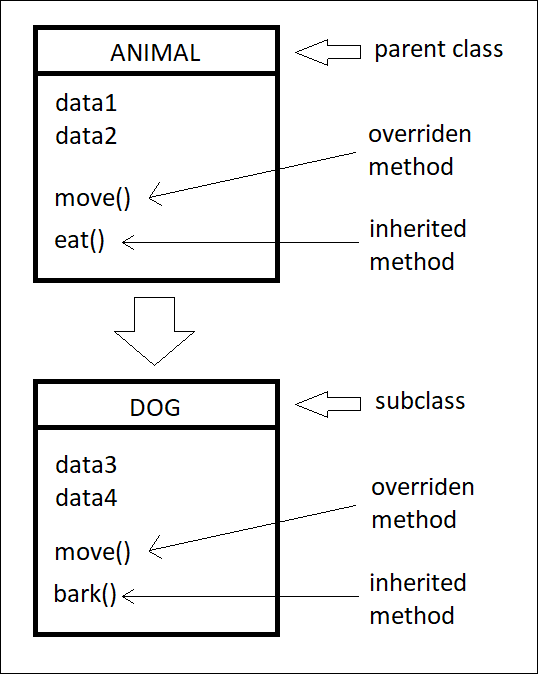 ANIMAL
parent class
data1
data2
overriden
method
move()
eat()
inherited
method
DOG
subclass
data3
data4
overriden
method
move()
bark()
inherited
method